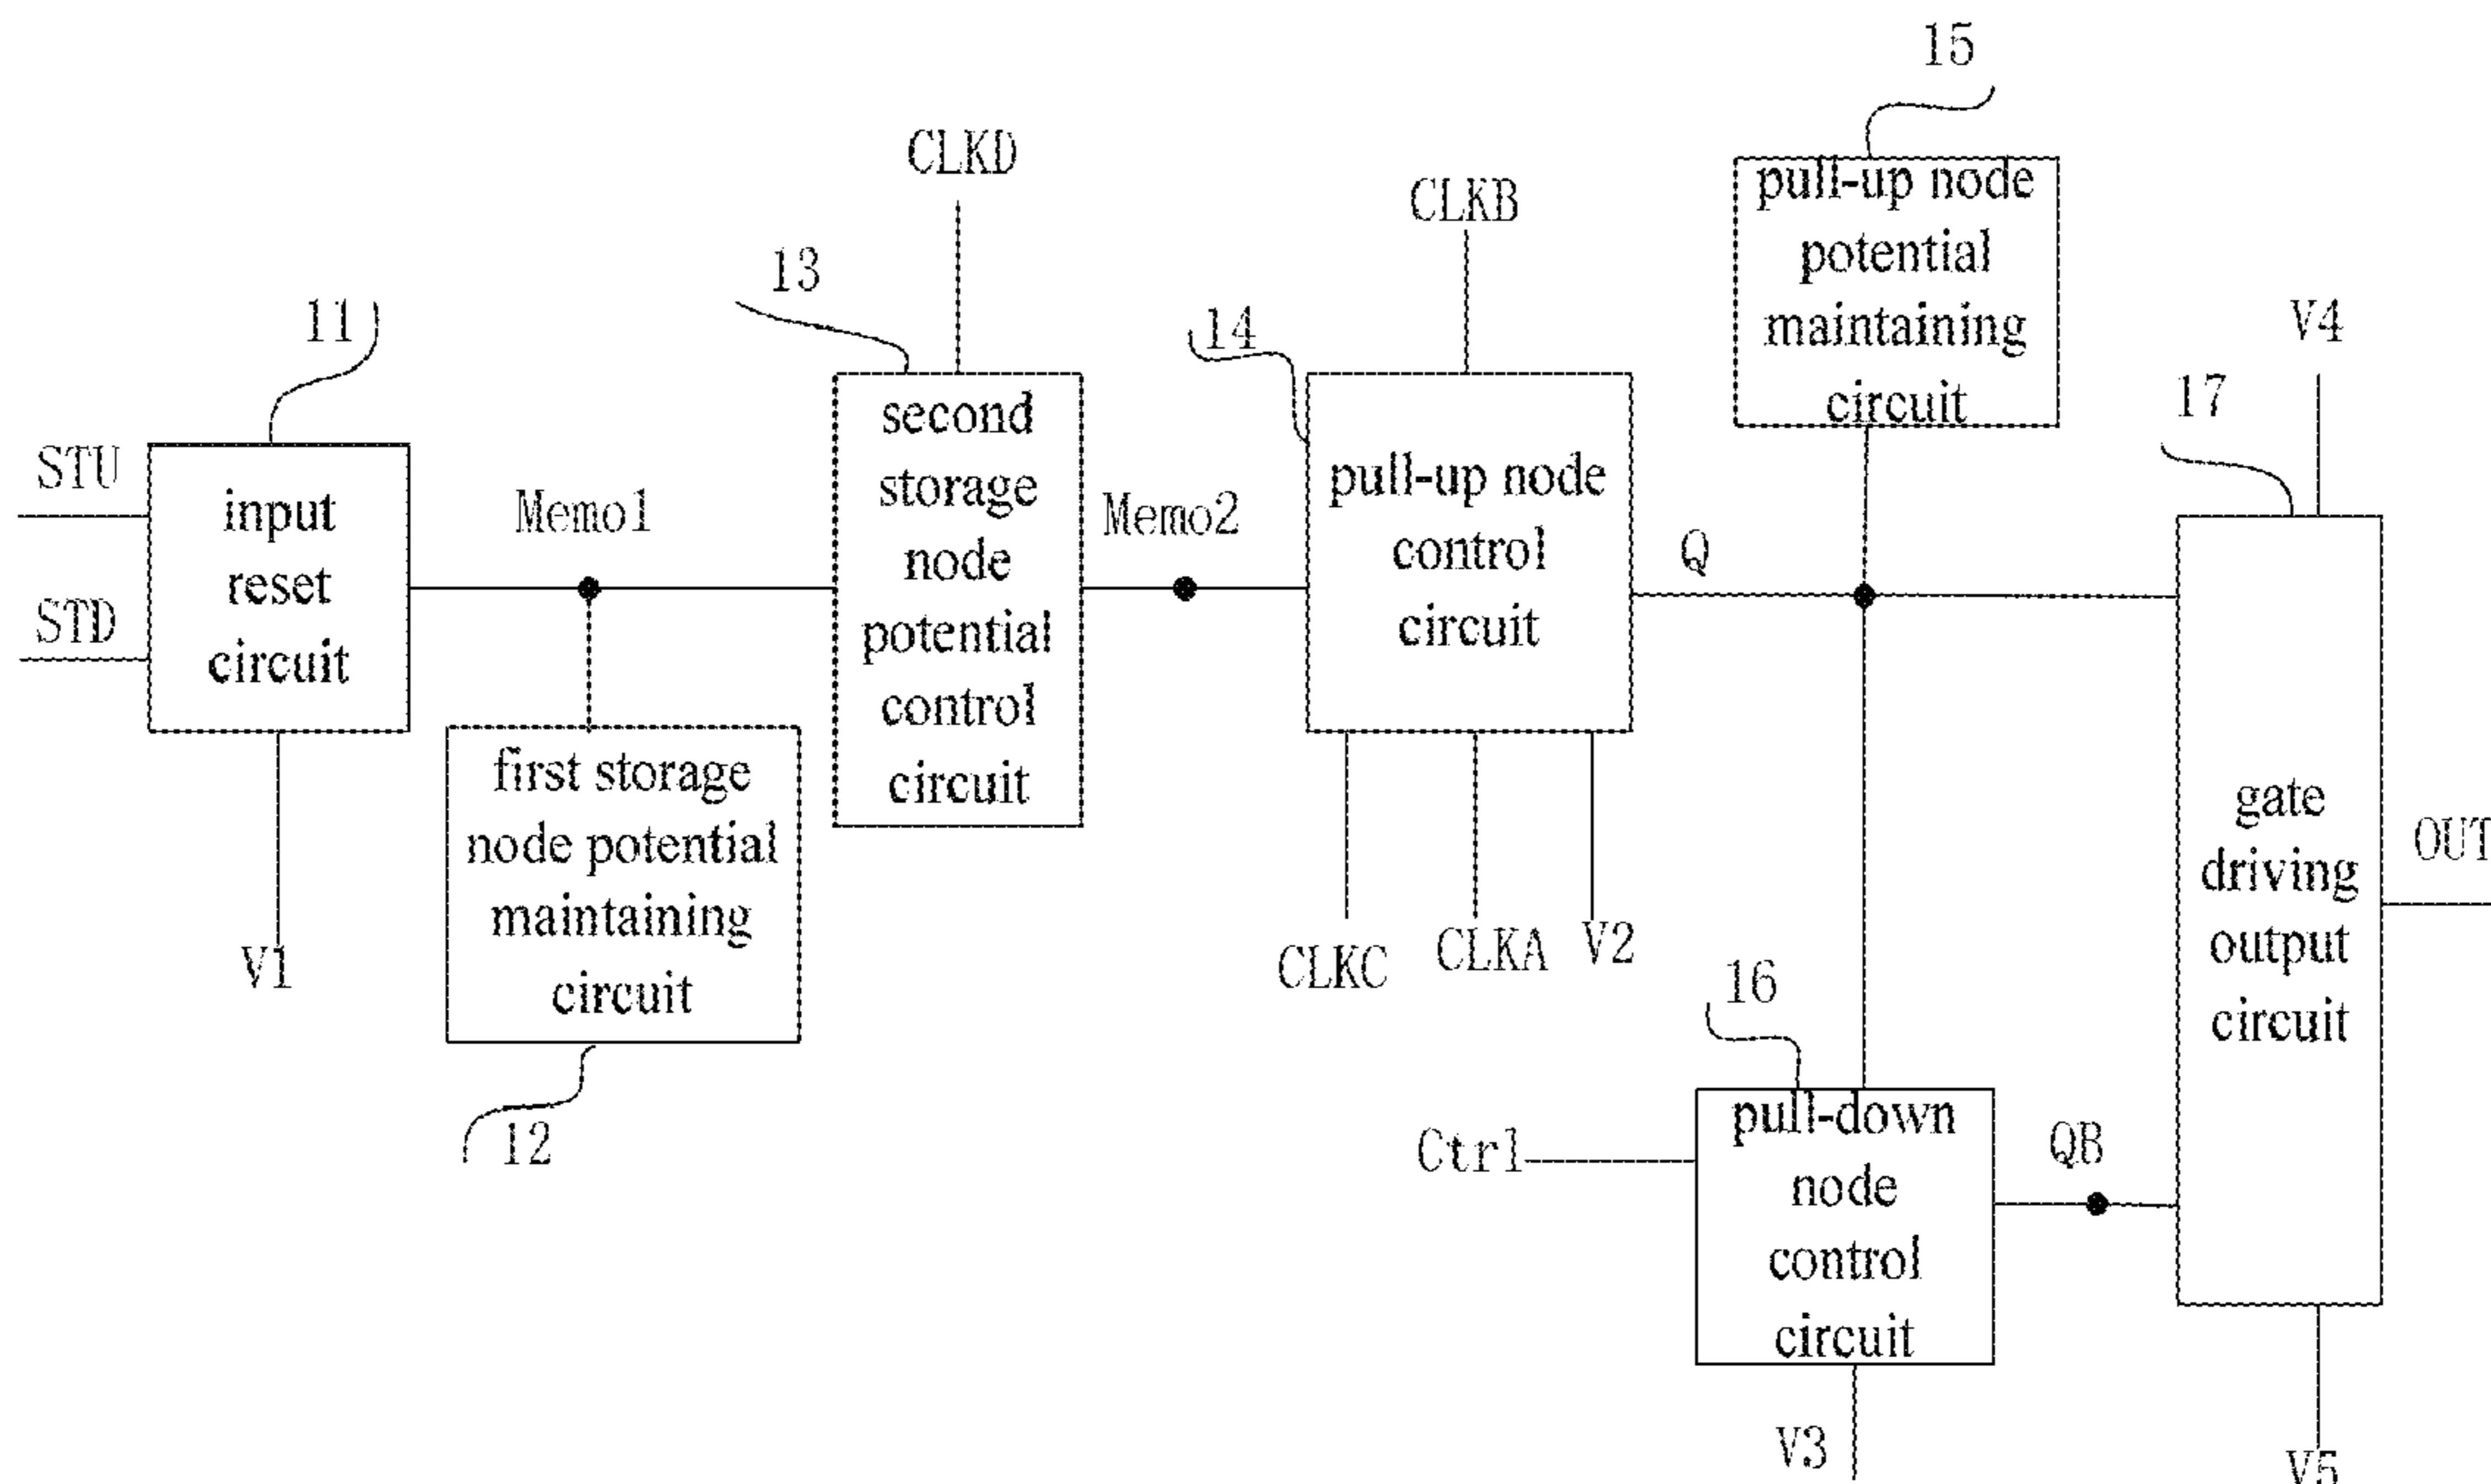 15
CLKD
CLKB
pull-up node
potential
maintaining
circuit
13
11
14
V4
17
second
storage
node
potential
control
circuit
STU
STD
input
reset
circuit
Memo1
Memo2
pull-up node
control
circuit
Q
first storage
node potential
maintaining
circuit
V1
CLKC
CLKA
V2
gate
driving
output
circuit
OUT
16
12
Ctrl
pull-down
node
control
circuit
QB
V3
V5